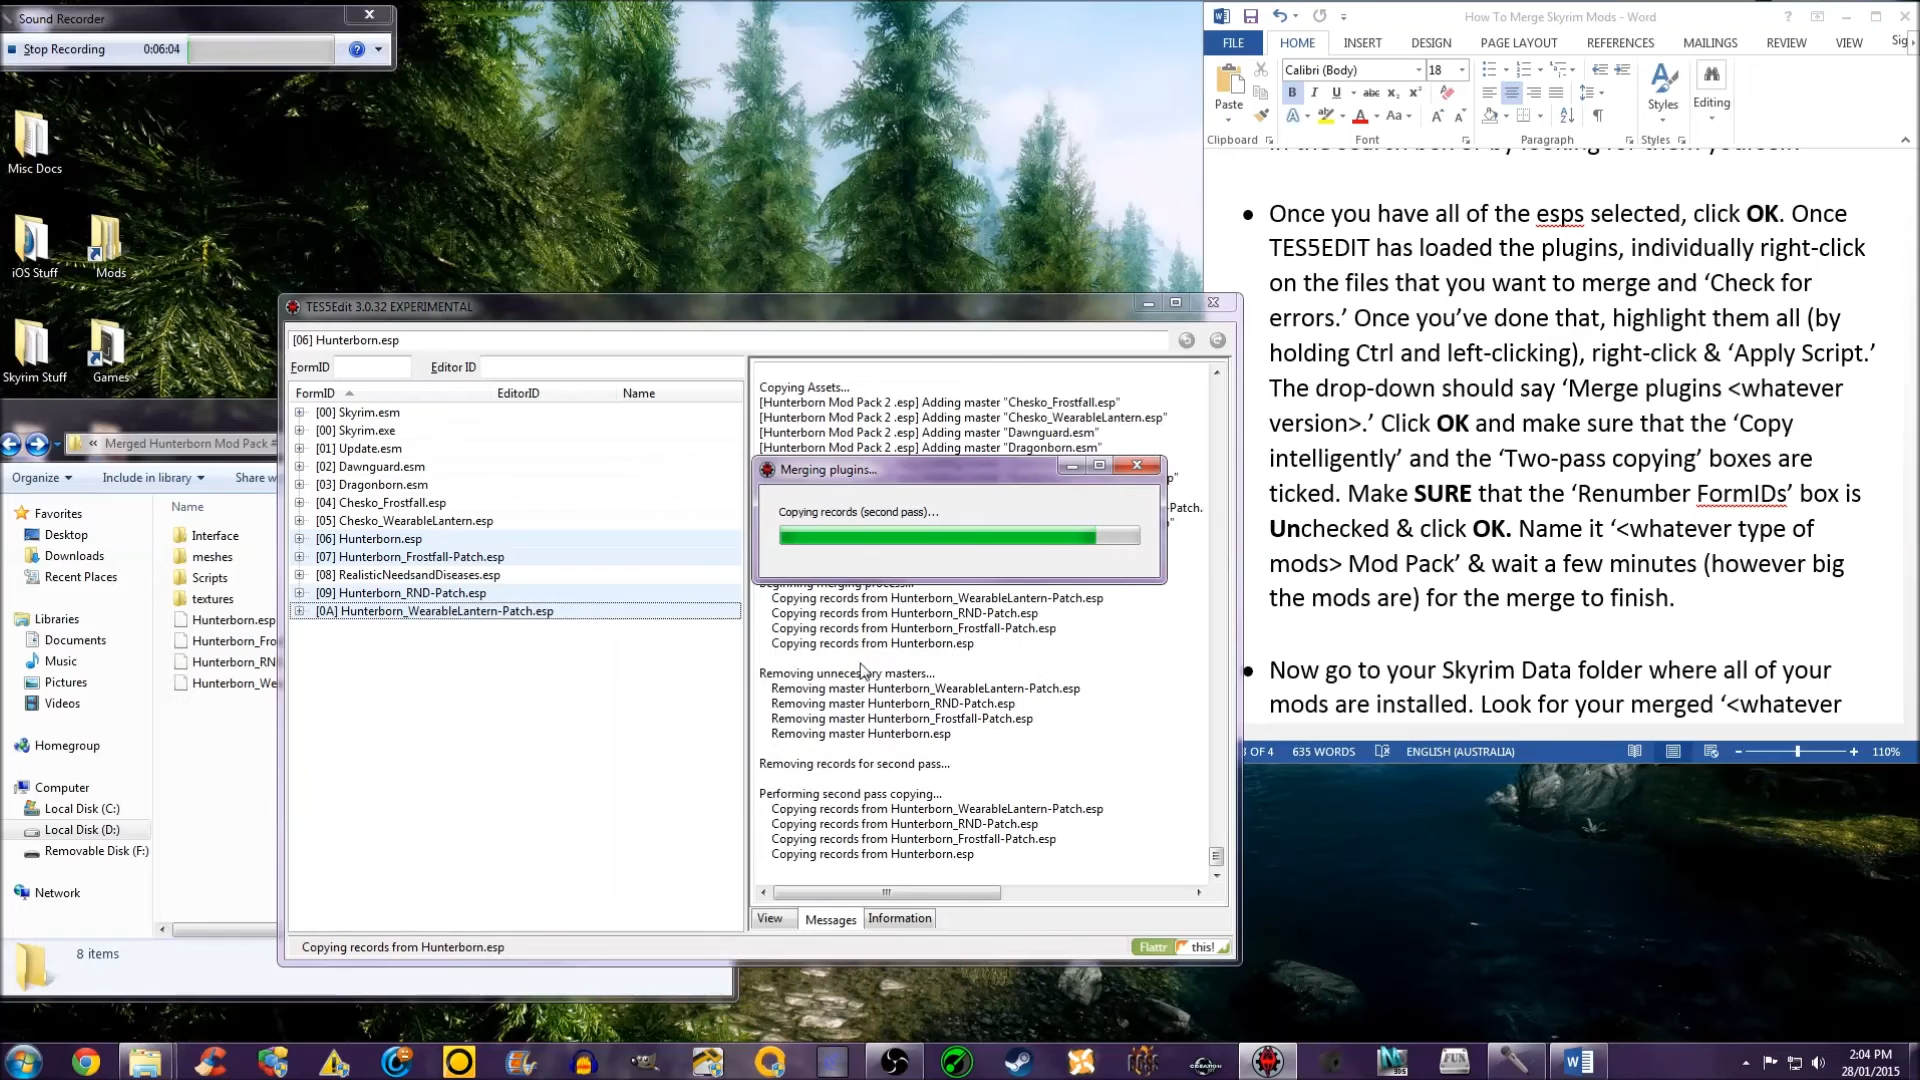 Sound Recorder
Stop Recording
0:06:04
Misc Docs
iOS Stuff
Mods
Skyrim Stuff
Games
How To Merge Skyrim Mods - Word
FILE
HOME
INSERT
DESIGN
PAGE LAYOUT
REFERENCES
MAILINGS
REVIEW
VIEW
Calibri (Body)
18
Paste
Styles
Editing
Clipboard
Font
Paragraph
Styles
Once you have all of the esps selected, click OK. Once
TES5EDIT has loaded the plugins, individually right-click
on the files that you want to merge and ‘Check for
errors.’ Once you’ve done that, highlight them all (by
holding Ctrl and left-clicking), right-click & ‘Apply Script.’
The drop-down should say ‘Merge plugins <whatever
version>.’ Click OK and make sure that the ‘Copy
intelligently’ and the ‘Two-pass copying’ boxes are
ticked. Make SURE that the ‘Renumber FormIDs’ box is
Unchecked & click OK. Name it ‘<whatever type of
mods> Mod Pack’ & wait a few minutes (however big
the mods are) for the merge to finish.
Now go to your Skyrim Data folder where all of your
mods are installed. Look for your merged ‘<whatever
OF 4
635 WORDS
ENGLISH (AUSTRALIA)
110%
TES5Edit 3.0.32 EXPERIMENTAL
[06] Hunterborn.esp
FormID
Editor ID
FormID
EditorID
Name
[00] Skyrim.esm
[00] Skyrim.exe
[01] Update.esm
[02] Dawnguard.esm
[03] Dragonborn.esm
[04] Chesko_Frostfall.esp
[05] Chesko_WearableLantern.esp
[06] Hunterborn.esp
[07] Hunterborn_Frostfall-Patch.esp
[08] RealisticNeedsandDiseases.esp
[09] Hunterborn_RND-Patch.esp
[0A] Hunterborn_WearableLantern-Patch.esp
Copying Assets...
[Hunterborn Mod Pack 2 .esp] Adding master "Chesko_Frostfall.esp"
[Hunterborn Mod Pack 2 .esp] Adding master "Chesko_WearableLantern.esp"
[Hunterborn Mod Pack 2 .esp] Adding master "Dawnguard.esm"
[Hunterborn Mod Pack 2 .esp] Adding master "Dragonborn.esm"
Merging plugins...
Copying records (second pass)...
Copying records from Hunterborn_WearableLantern-Patch.esp
Copying records from Hunterborn_RND-Patch.esp
Copying records from Hunterborn_Frostfall-Patch.esp
Copying records from Hunterborn.esp
Removing unnecessary masters...
Removing master Hunterborn_WearableLantern-Patch.esp
Removing master Hunterborn_RND-Patch.esp
Removing master Hunterborn_Frostfall-Patch.esp
Removing master Hunterborn.esp
Removing records for second pass...
Performing second pass copying...
Copying records from Hunterborn_WearableLantern-Patch.esp
Copying records from Hunterborn_RND-Patch.esp
Copying records from Hunterborn_Frostfall-Patch.esp
Copying records from Hunterborn.esp
View
Messages
Information
Copying records from Hunterborn.esp
Flattr
this!
Merged Hunterborn Mod Pack #
Organize
Include in library
Share w
Name
Favorites
Desktop
Downloads
Recent Places
Libraries
Documents
Music
Pictures
Videos
Homegroup
Computer
Local Disk (C:)
Local Disk (D:)
Removable Disk (F:)
Network
Interface
meshes
Scripts
textures
Hunterborn.esp
Hunterborn_Fro
Hunterborn_RN
Hunterborn_We
8 items
2:04 PM
28/01/2015